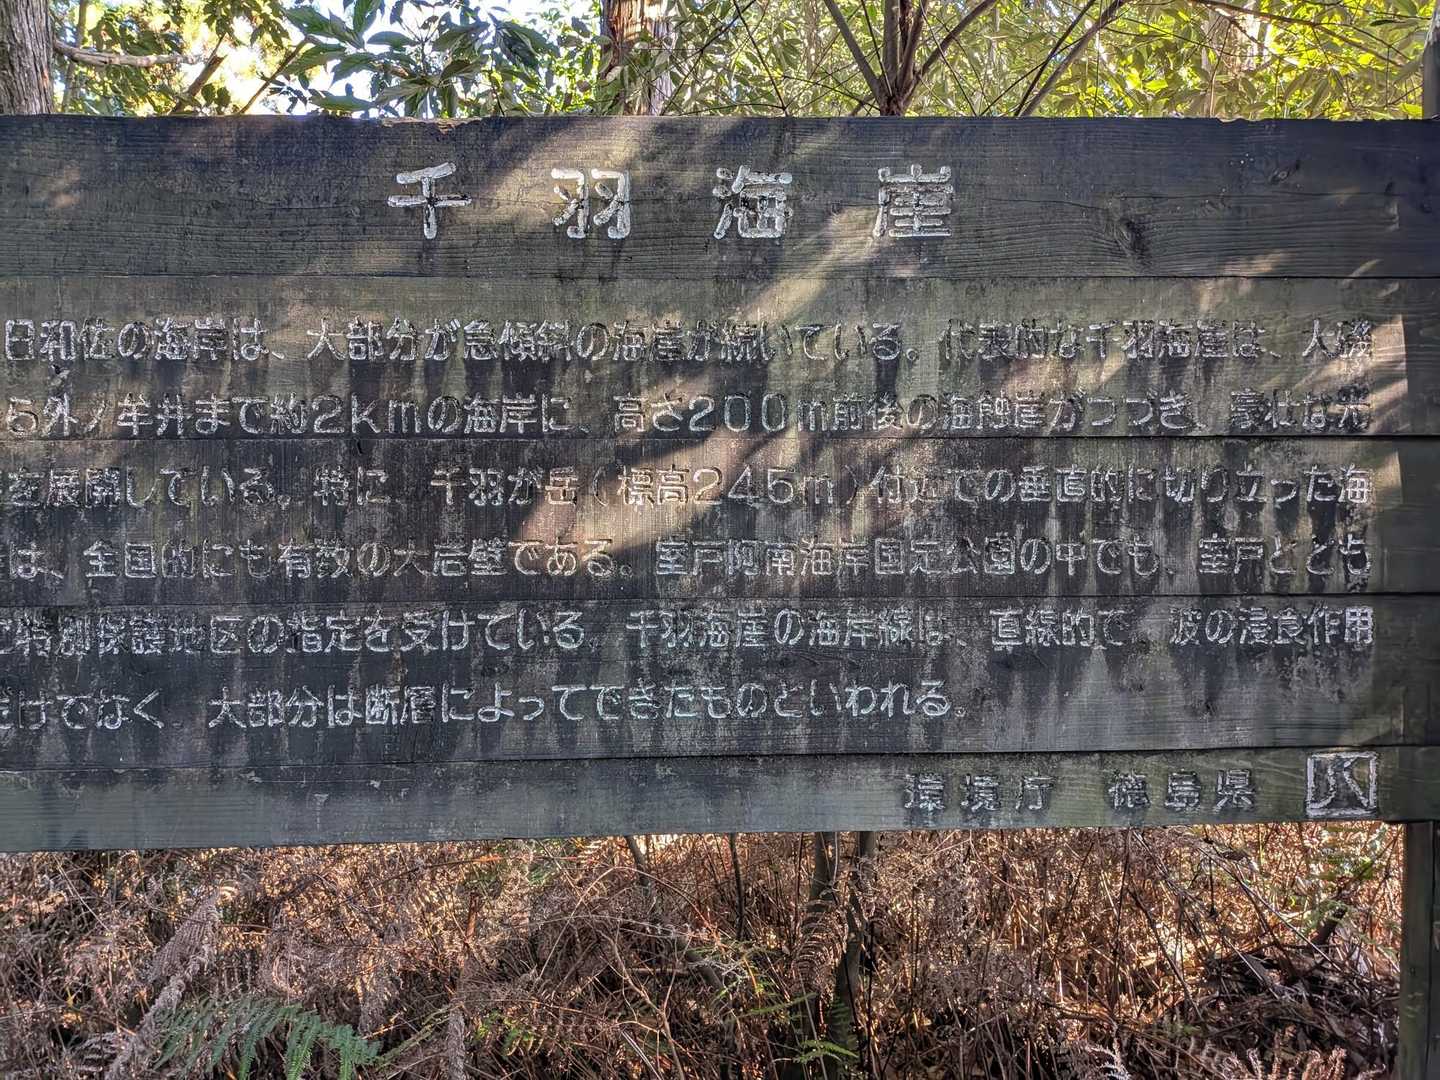 千羽海崖
日和佐の海岸は、大部分が急傾斜の海崖が続いている。代表的な千羽海崖は、大磯
ら外ノ牟井まで約2kmの海岸に、高さ200m前後の海蝕崖がつづき、豪壮な光
を展開している。特に、千羽が岳(標高245m)付近での垂直的に切り立った海
は、全国的にも有数の大岩壁である。室戸阿南海岸国定公園の中でも、室戸ととも
特別保護地区の指定を受けている。千羽海崖の海岸線は、直線的で、波の浸食作用
だけでなく、大部分は断層によってできたものといわれる。
環境庁 徳島県